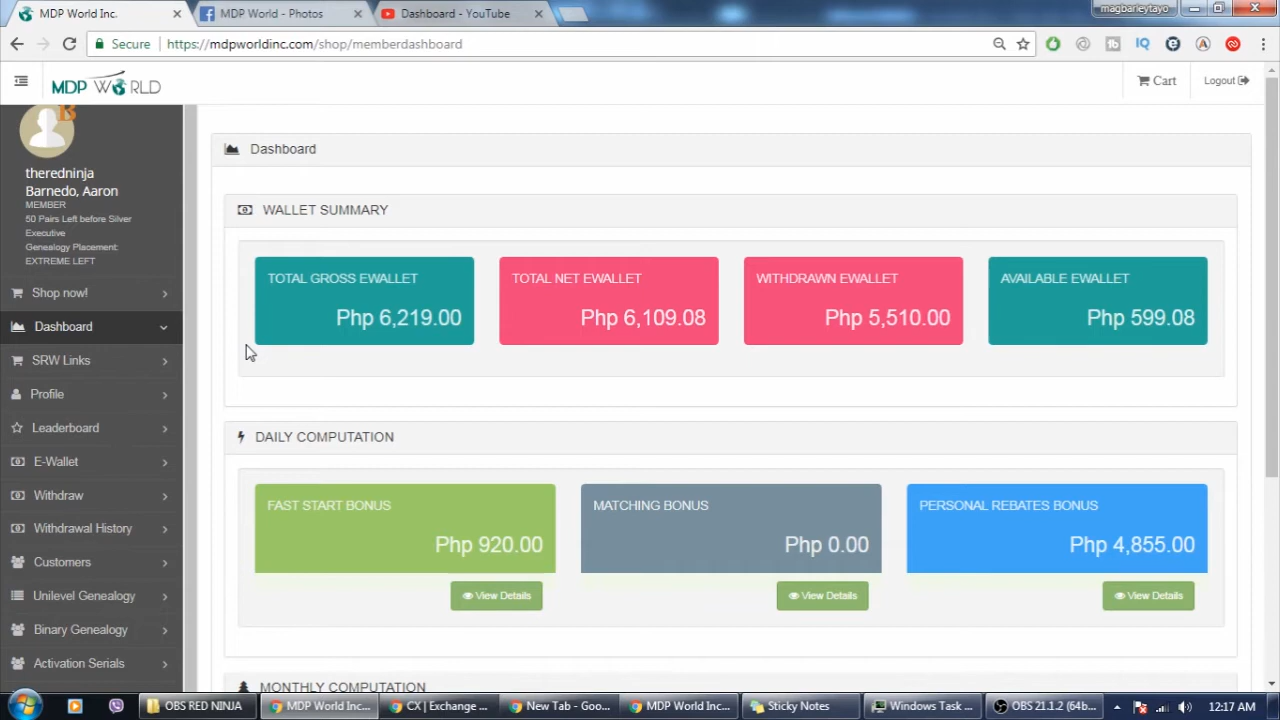 MDP World Inc.
MDP World - Photos
Dashboard - YouTube
magbarleytayo
Secure
https://mdpworldinc.com/shop/memberdashboard
MDP WORLD
Cart
Logout
theredninja
Barnedo, Aaron
MEMBER
50 Pairs Left before Silver
Executive
Genealogy Placement:
EXTREME LEFT
Shop now!
Dashboard
SRW Links
Profile
Leaderboard
E-Wallet
Withdraw
Withdrawal History
Customers
Unilevel Genealogy
Binary Genealogy
Activation Serials
Dashboard
WALLET SUMMARY
TOTAL GROSS EWALLET
Php 6,219.00
TOTAL NET EWALLET
Php 6,109.08
WITHDRAWN EWALLET
Php 5,510.00
AVAILABLE EWALLET
Php 599.08
DAILY COMPUTATION
FAST START BONUS
Php 920.00
View Details
MATCHING BONUS
Php 0.00
View Details
PERSONAL REBATES BONUS
Php 4,855.00
View Details
MONTHLY COMPUTATION
OBS RED NINJA
MDP World Inc...
CX | Exchange ...
New Tab - Goo...
MDP World Inc...
Sticky Notes
Windows Task ...
OBS 21.1.2 (64b...
12:17 AM